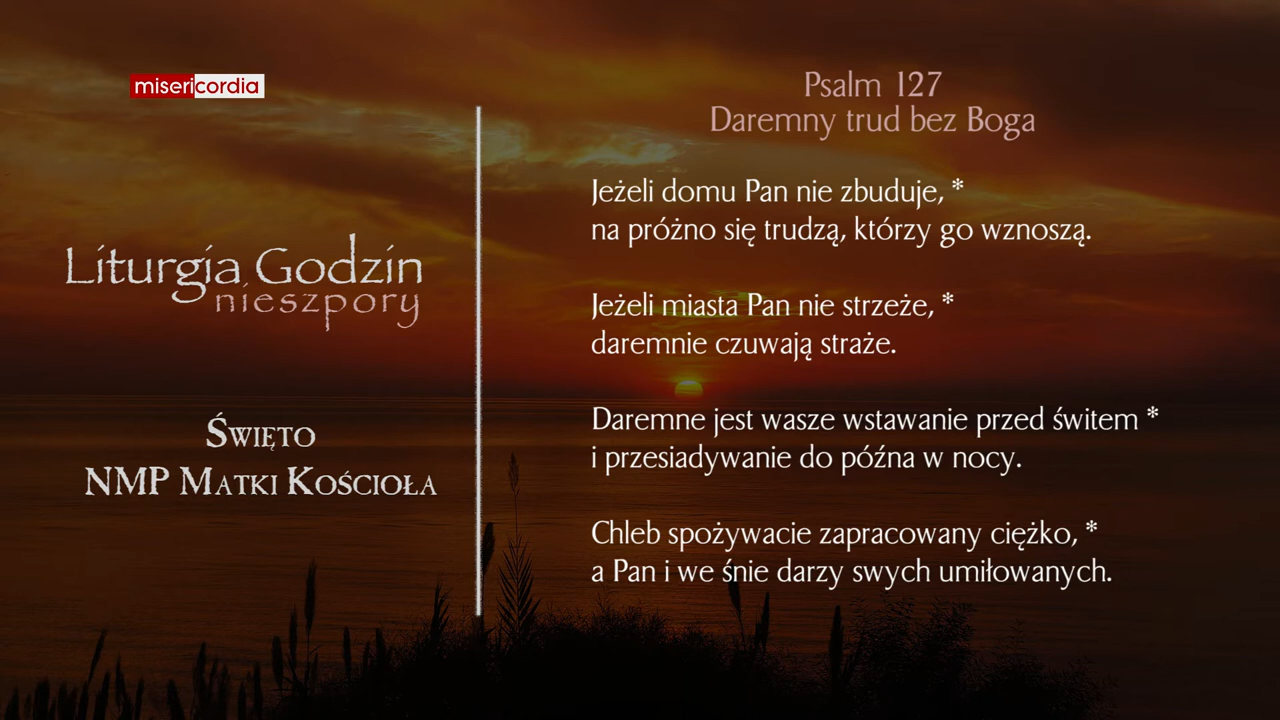 misericordia
Liturgia Godzin
nieszpory
Święto
NMP Matki Kościoła
Psalm 127
Daremny trud bez Boga
Jeżeli domu Pan nie zbuduje, *
na próżno się trudzą, którzy go wznoszą.
Jeżeli miasta Pan nie strzeże, *
daremnie czuwają straże.
Daremne jest wasze wstawanie przed świtem *
i przesiadywanie do późna w nocy.
Chleb spożywacie zapracowany ciężko, *
a Pan i we śnie darzy swych umiłowanych.